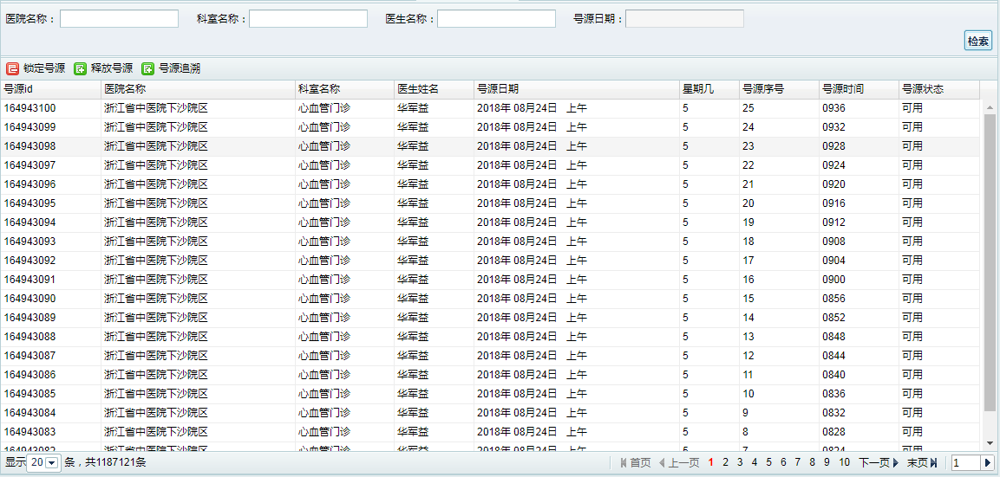 医院名称： 科室名称： 医生名称： 号源日期：
检索
锁定号源 释放号源 号源追溯
号源id 医院名称 科室名称 医生姓名 号源日期 星期几 号源序号 号源时间 号源状态
164943100 浙江省中医院下沙院区 心血管门诊 华军益 2018年 08月24日 上午 5 25 0936 可用
164943099 浙江省中医院下沙院区 心血管门诊 华军益 2018年 08月24日 上午 5 24 0932 可用
164943098 浙江省中医院下沙院区 心血管门诊 华军益 2018年 08月24日 上午 5 23 0928 可用
164943097 浙江省中医院下沙院区 心血管门诊 华军益 2018年 08月24日 上午 5 22 0924 可用
164943096 浙江省中医院下沙院区 心血管门诊 华军益 2018年 08月24日 上午 5 21 0920 可用
164943095 浙江省中医院下沙院区 心血管门诊 华军益 2018年 08月24日 上午 5 20 0916 可用
164943094 浙江省中医院下沙院区 心血管门诊 华军益 2018年 08月24日 上午 5 19 0912 可用
164943093 浙江省中医院下沙院区 心血管门诊 华军益 2018年 08月24日 上午 5 18 0908 可用
164943092 浙江省中医院下沙院区 心血管门诊 华军益 2018年 08月24日 上午 5 17 0904 可用
164943091 浙江省中医院下沙院区 心血管门诊 华军益 2018年 08月24日 上午 5 16 0900 可用
164943090 浙江省中医院下沙院区 心血管门诊 华军益 2018年 08月24日 上午 5 15 0856 可用
164943089 浙江省中医院下沙院区 心血管门诊 华军益 2018年 08月24日 上午 5 14 0852 可用
164943088 浙江省中医院下沙院区 心血管门诊 华军益 2018年 08月24日 上午 5 13 0848 可用
164943087 浙江省中医院下沙院区 心血管门诊 华军益 2018年 08月24日 上午 5 12 0844 可用
164943086 浙江省中医院下沙院区 心血管门诊 华军益 2018年 08月24日 上午 5 11 0840 可用
164943085 浙江省中医院下沙院区 心血管门诊 华军益 2018年 08月24日 上午 5 10 0836 可用
164943084 浙江省中医院下沙院区 心血管门诊 华军益 2018年 08月24日 上午 5 9 0832 可用
164943083 浙江省中医院下沙院区 心血管门诊 华军益 2018年 08月24日 上午 5 8 0828 可用
164943082 浙江省中医院下沙院区 心血管门诊 华军益 2018年 08月24日 上午 5 7 0824 可用
显示 20 条，共1187121条 首页 上一页 1 2 3 4 5 6 7 8 9 10 下一页 末页 1